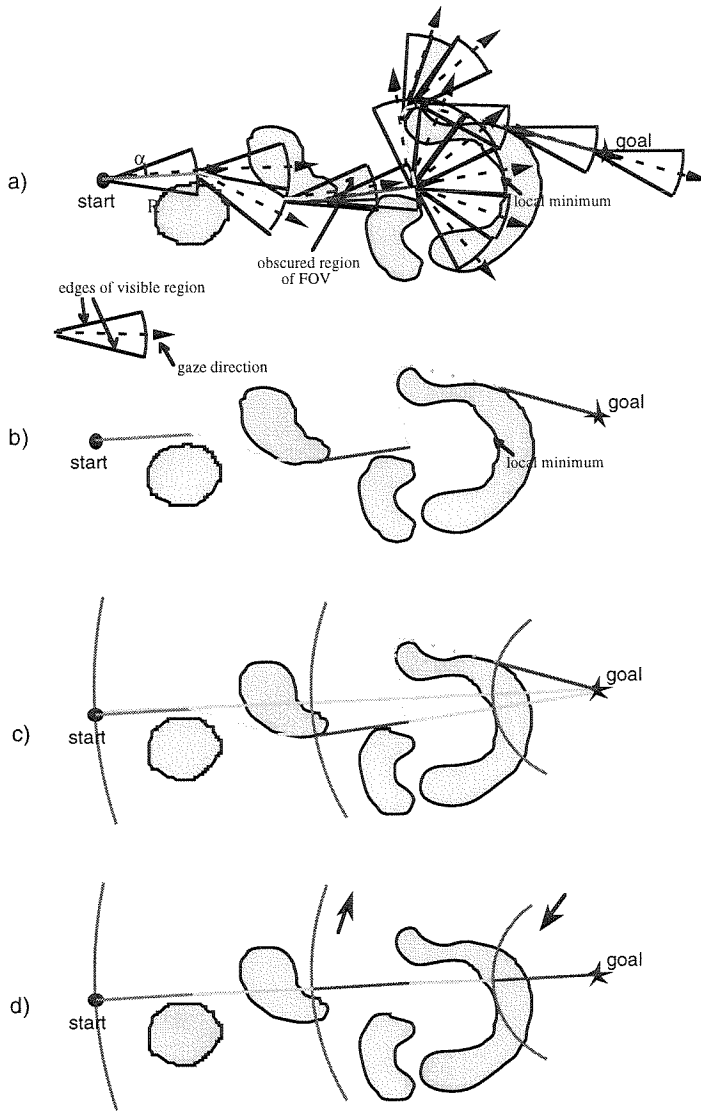 α
goal
a)
start
P
local minimum
obscured region
of FOV
edges of visible region
gaze direction
goal
b)
start
local minimum
goal
c)
start
goal
d)
start